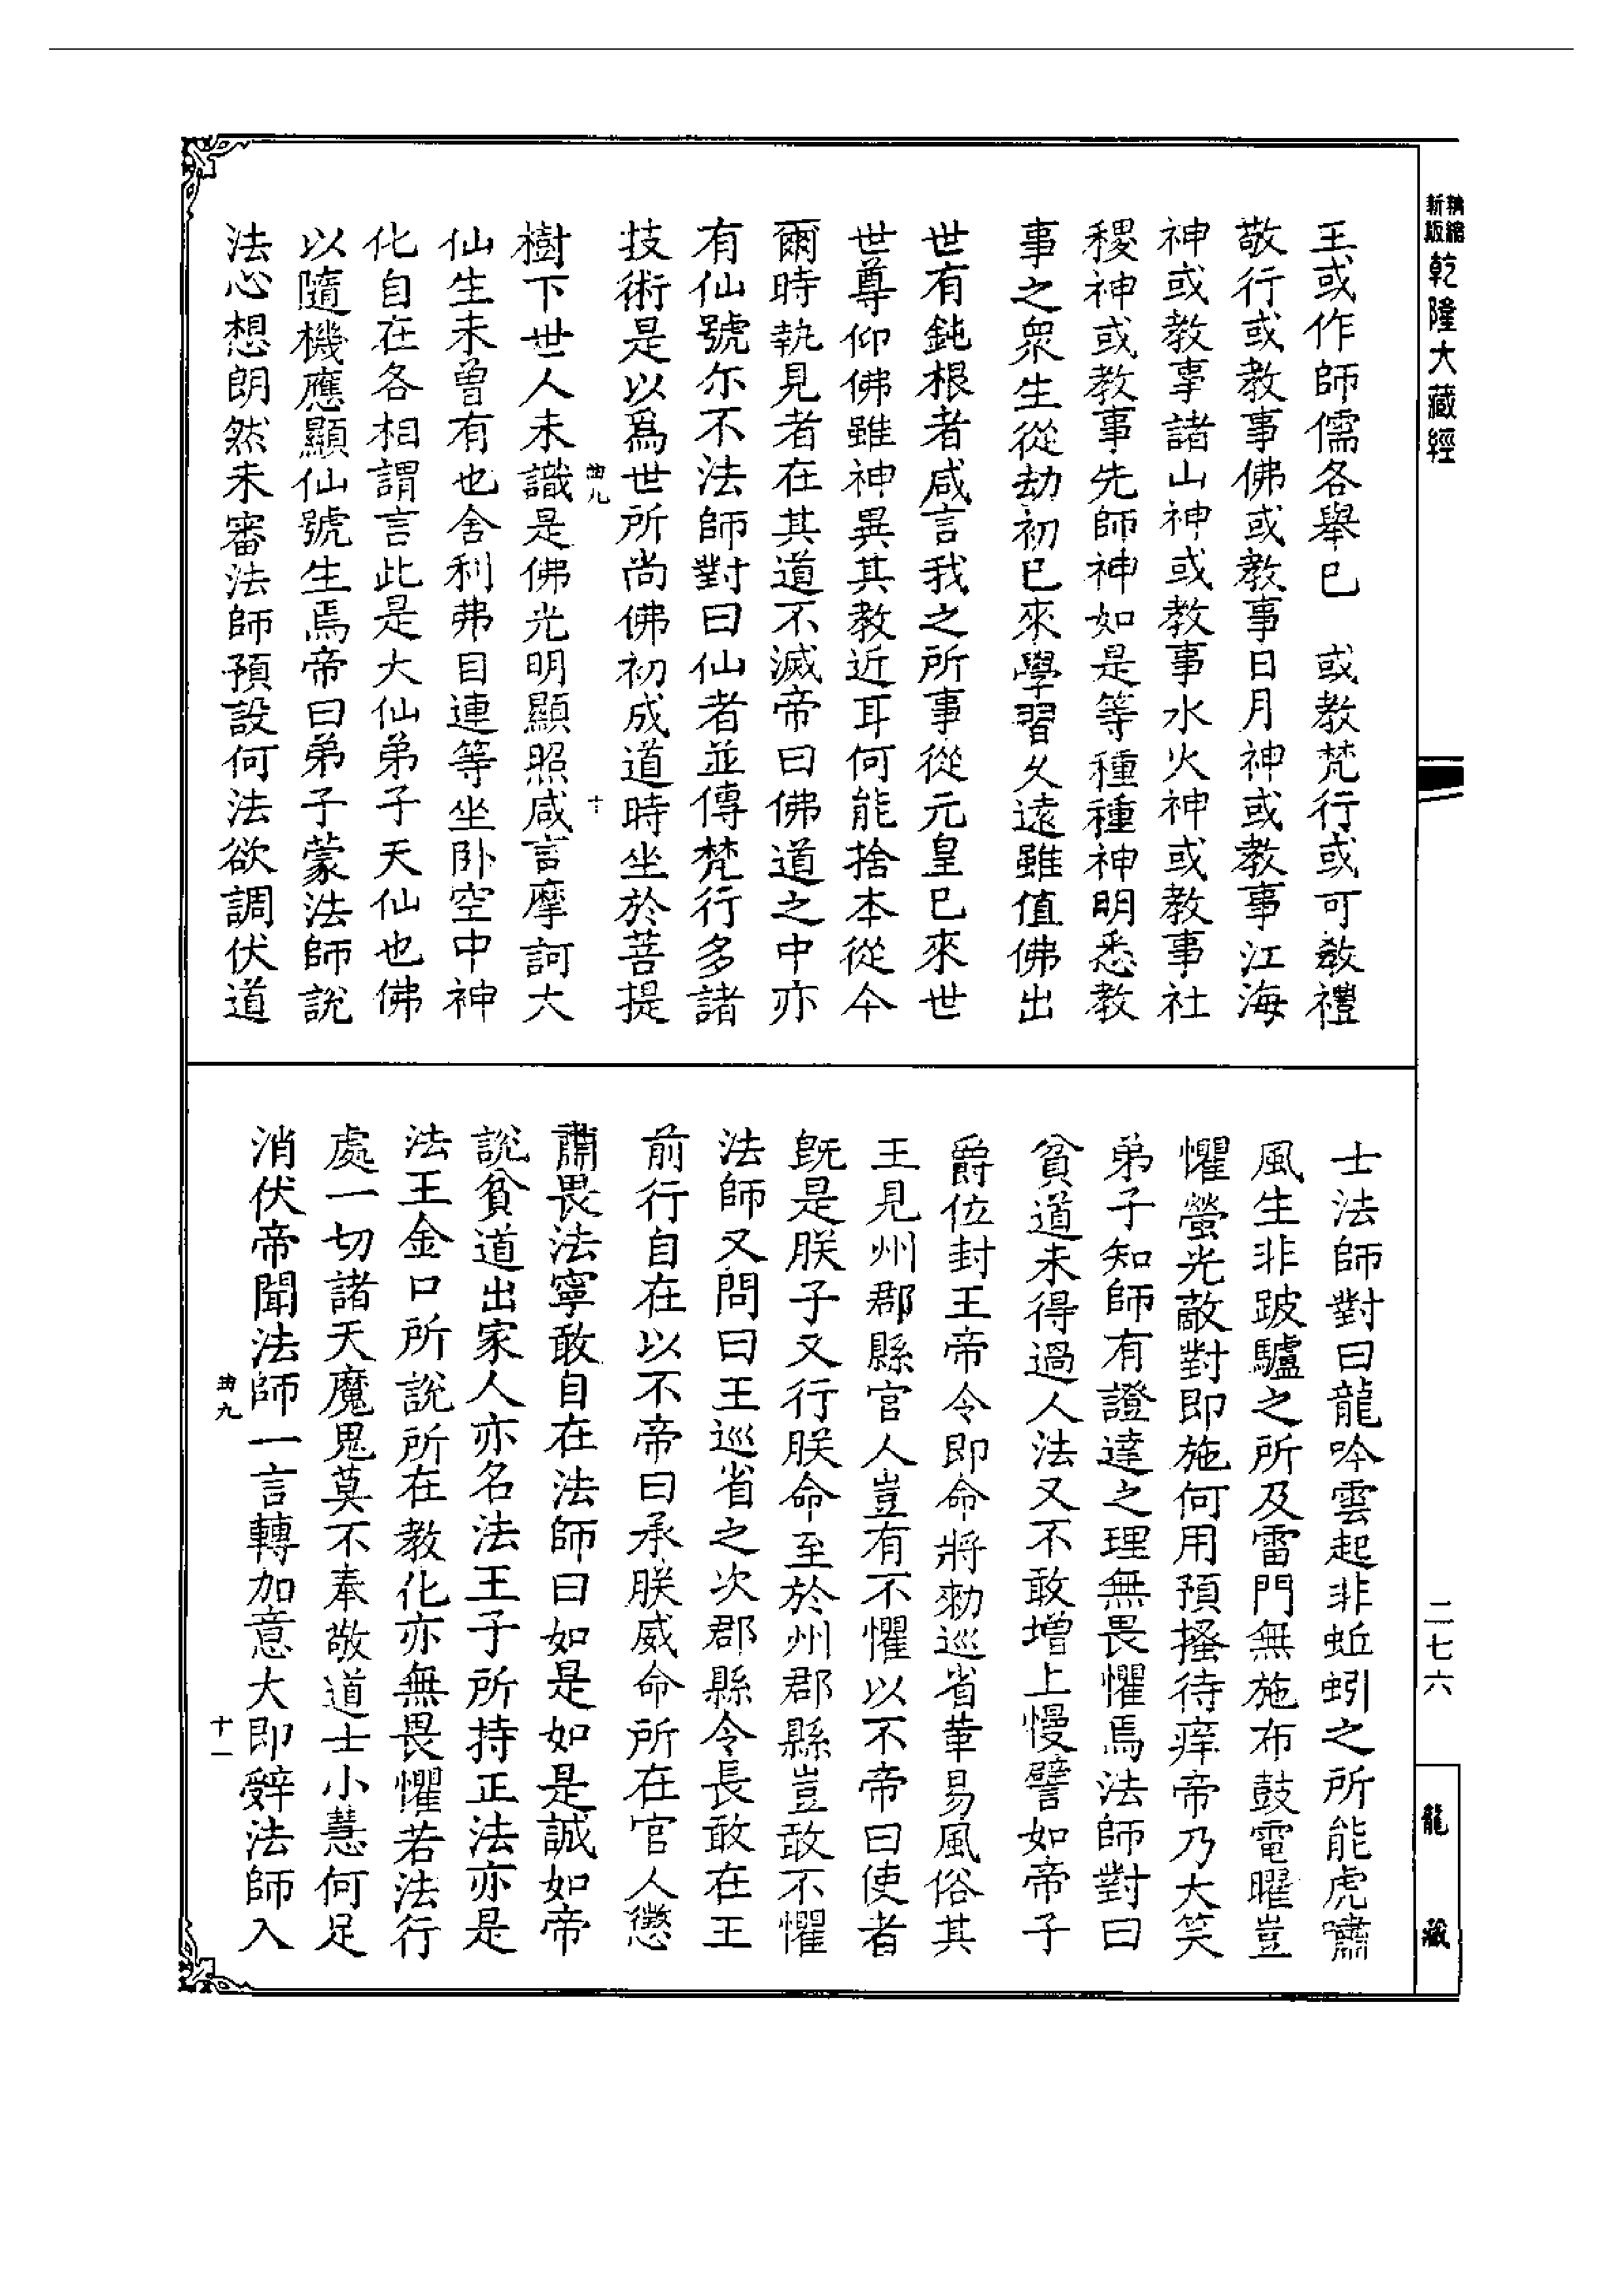 精縮
新版
乾隆大藏經
王或作師儒各舉巳　或教梵行或可敎禮
敬行或教事佛或教事日月神或教事江海
神或教事諸山神或教事水火神或教事社
稷神或教事先師神如是等種種神明悉教
事之衆生從劫初已來學習久遠雖值佛出
世有鈍根者咸言我之所事從元皇已來世
世尊仰佛雖神異其教近耳何能捨本從今
爾時執見者在其道不滅帝曰佛道之中亦
有仙號尒不法師對曰仙者並傳梵行多諸
技術是以爲世所尚佛初成道時坐於菩提
曲九
十
樹下世人未識是佛光明顯照咸言摩訶大
仙生未曾有也舍利弗目連等坐卧空中神
化自在各相謂言此是大仙弟子天仙也佛
以隨機應顯仙號生焉帝曰弟子蒙法師說
法心想朗然未審法師預設何法欲調伏道
士法師對曰龍吟雲起非蚯蚓之所能虎嘯
風生非跛驢之所及雷門無施布鼓電曜豈
懼螢光敵對即施何用預搔待痒帝乃大笑
弟子知師有證達之理無畏懼焉法師對曰
貧道未得過人法又不敢增上慢譬如帝子
爵位封王帝令即命將勑巡省華易風俗其
王見州郡縣官人豈有不懼以不帝曰使者
旣是朕子又行朕命至於州郡縣豈敢不懼
法師又問曰王巡省之次郡縣令長敢在王
前行自在以不帝曰承朕威命所在官人懲
肅畏法寧敢自在法師曰如是如是誠如帝
說貧道出家人亦名法王子所持正法亦是
法王金口所說所在教化亦無畏懼若法行
處一切諸天魔鬼莫不奉敬道士小慧何足
消伏帝聞法師一言轉加意大即辤法師入
曲九
十一
二七六
龍藏